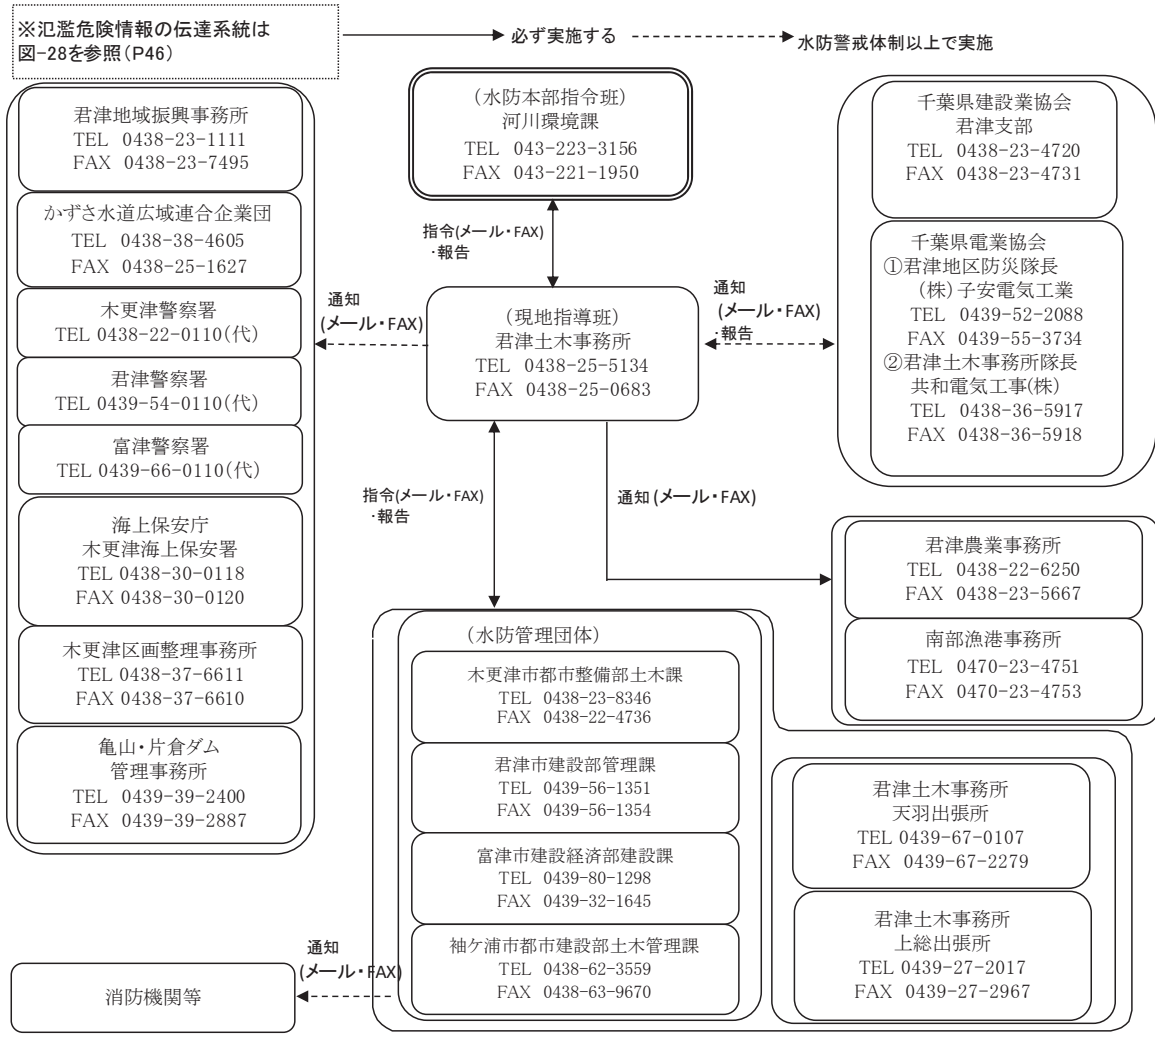 ※氾濫危険情報の伝達系統は
図-28を参照(P46)
必ず実施する
水防警戒体制以上で実施
君津地域振興事務所
TEL 0438-23-1111
FAX 0438-23-7495
かずさ水道広域連合企業団
TEL 0438-38-4605
FAX 0438-25-1627
木更津警察署
TEL 0438-22-0110(代)
君津警察署
TEL 0439-54-0110(代)
富津警察署
TEL 0439-66-0110(代)
海上保安庁
木更津海上保安署
TEL 0438-30-0118
FAX 0438-30-0120
木更津区画整理事務所
TEL 0438-37-6611
FAX 0438-37-6610
亀山・片倉ダム
管理事務所
TEL 0439-39-2400
FAX 0439-39-2887
(水防本部指令班)
河川環境課
TEL 043-223-3156
FAX 043-221-1950
指令(メール・FAX)
・報告
通知
(メール・FAX)
(現地指導班)
君津土木事務所
TEL 0438-25-5134
FAX 0438-25-0683
通知
(メール・FAX)
・報告
千葉県建設業協会
君津支部
TEL 0438-23-4720
FAX 0438-23-4731
千葉県電業協会
①君津地区防災隊長
(株)子安電気工業
TEL 0439-52-2088
FAX 0439-55-3734
②君津土木事務所隊長
共和電気工事(株)
TEL 0438-36-5917
FAX 0438-36-5918
指令(メール・FAX)
・報告
通知(メール・FAX)
君津農業事務所
TEL 0438-22-6250
FAX 0438-23-5667
南部漁港事務所
TEL 0470-23-4751
FAX 0470-23-4753
(水防管理団体)
木更津市都市整備部土木課
TEL 0438-23-8346
FAX 0438-22-4736
君津市建設部管理課
TEL 0439-56-1351
FAX 0439-56-1354
富津市建設経済部建設課
TEL 0439-80-1298
FAX 0439-32-1645
袖ケ浦市都市建設部土木管理課
TEL 0438-62-3559
FAX 0438-63-9670
君津土木事務所
天羽出張所
TEL 0439-67-0107
FAX 0439-67-2279
君津土木事務所
上総出張所
TEL 0439-27-2017
FAX 0439-27-2967
通知
(メール・FAX)
消防機関等